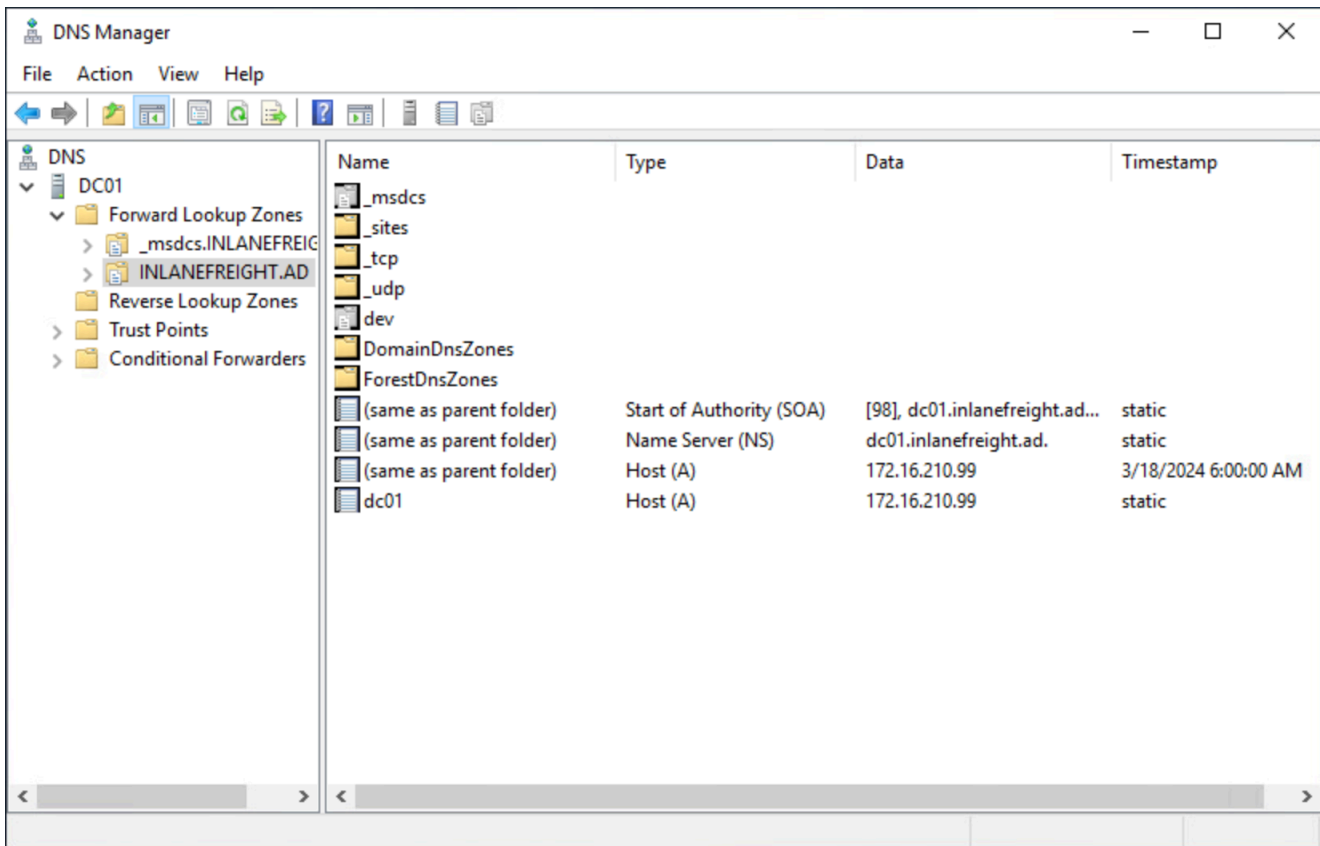 DNS Manager
File Action View Help
DNS
DC01
Forward Lookup Zones
_msdcs.INLANEFREIG
INLANEFREIGHT.AD
Reverse Lookup Zones
Trust Points
Conditional Forwarders
Name Type Data Timestamp
_msdcs
_sites
_tcp
_udp
dev
DomainDnsZones
ForestDnsZones
(same as parent folder) Start of Authority (SOA) [98], dc01.inlanefreight.ad... static
(same as parent folder) Name Server (NS) dc01.inlanefreight.ad. static
(same as parent folder) Host (A) 172.16.210.99 3/18/2024 6:00:00 AM
dc01 Host (A) 172.16.210.99 static